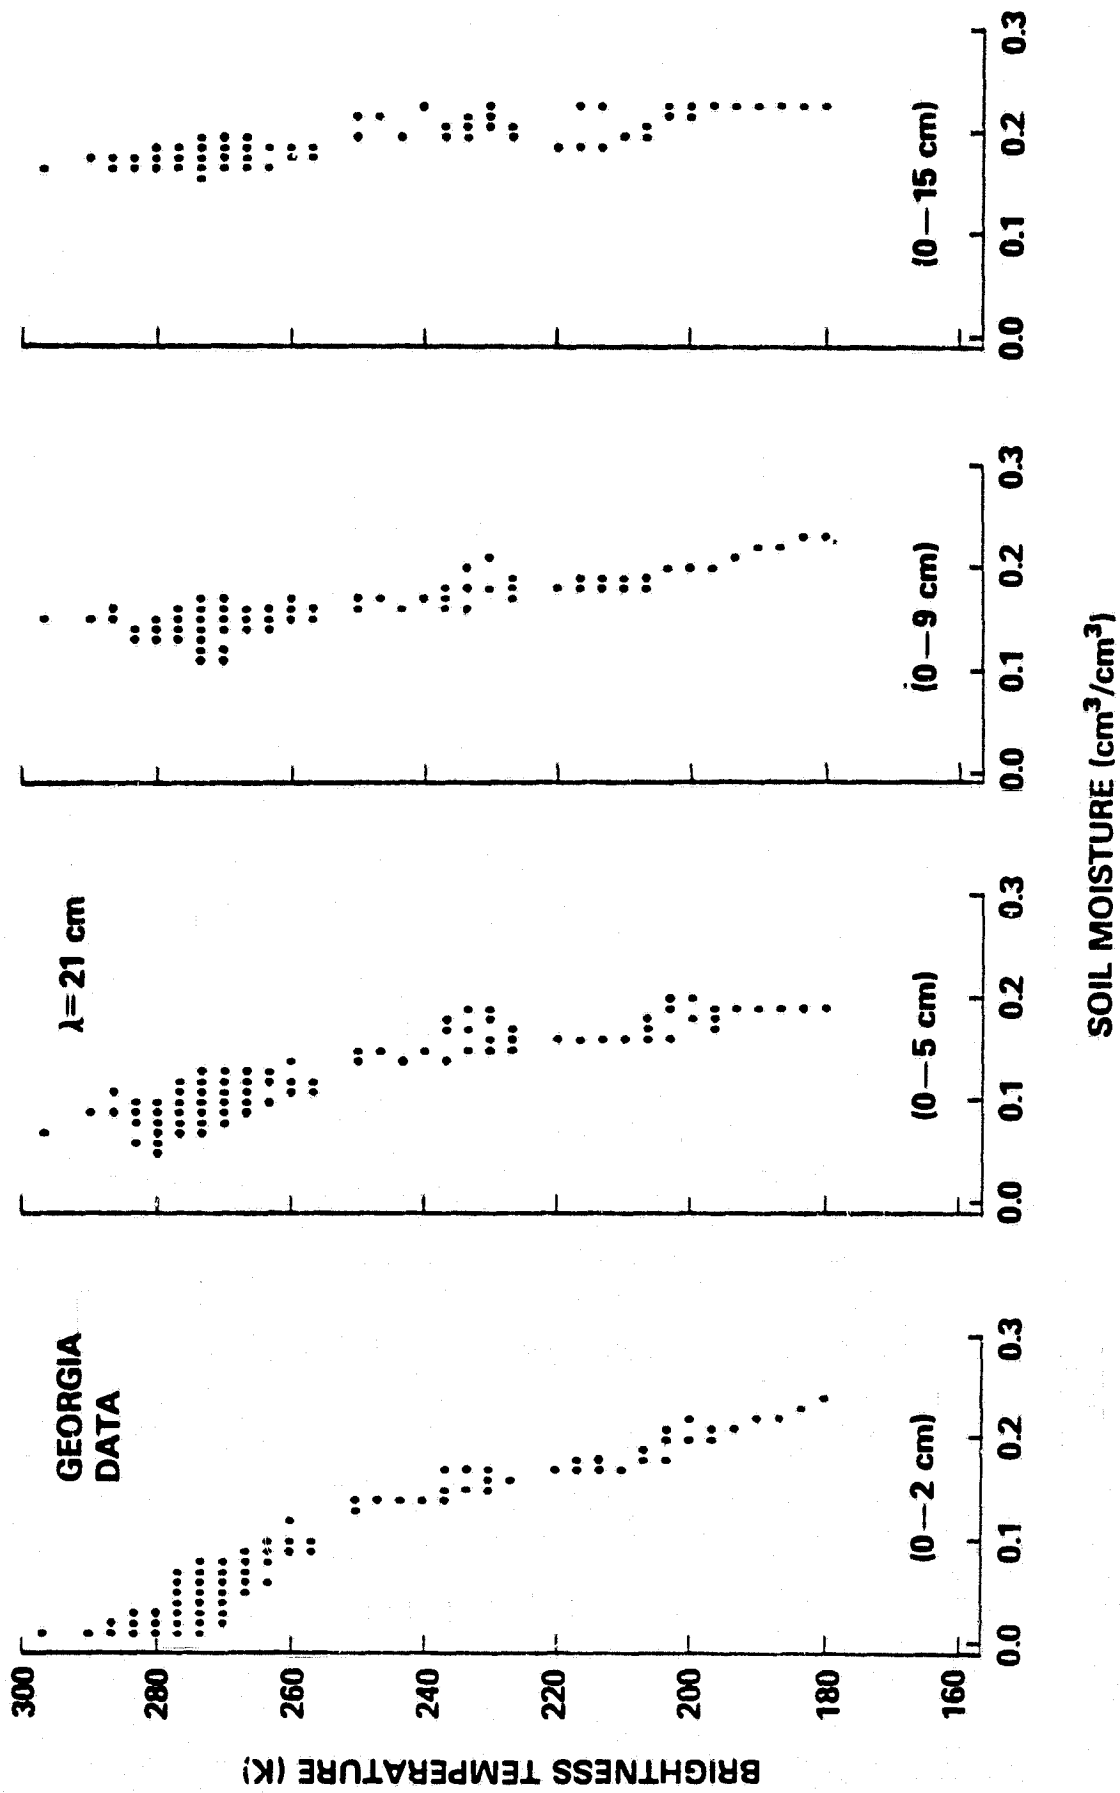 GEORGIA
DATA
λ=21 cm
BRIGHTNESS TEMPERATURE (K)
300
280
260
240
220
200
180
160
(0—2 cm)
(0—5 cm)
(0—9 cm)
(0—15 cm)
0.0 0.1 0.2 0.3
0.0 0.1 0.2 0.3
0.0 0.1 0.2 0.3
0.0 0.1 0.2 0.3
SOIL MOISTURE (cm³/cm³)